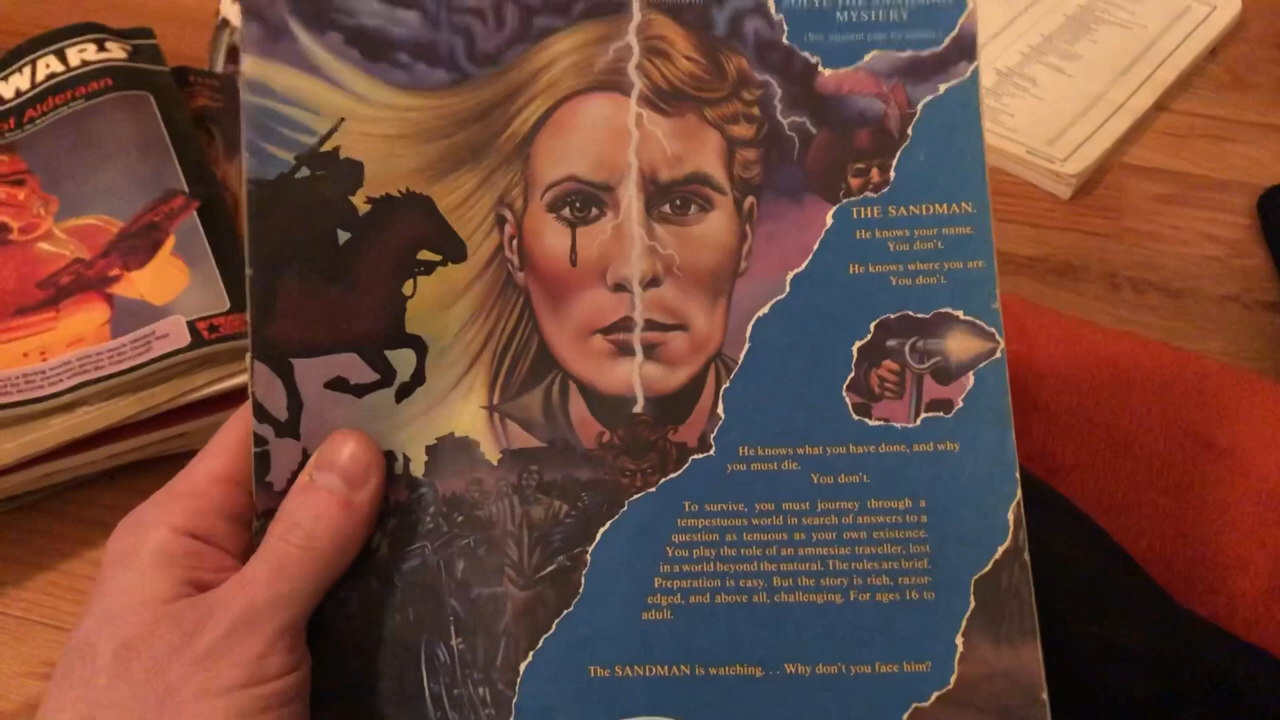 WARS
of Alderaan
SOLVE THE SANDMAN
MYSTERY
THE SANDMAN.
He knows your name.
You don't.
He knows where you are.
You don't.
He knows what you have done, and why
you must die.
You don't.
To survive, you must journey through a
tempestuous world in search of answers to a
question as tenuous as your own existence.
You play the role of an amnesiac traveller, lost
in a world beyond the natural. The rules are brief.
Preparation is easy. But the story is rich, razor-
edged, and above all, challenging. For ages 16 to
adult.
The SANDMAN is watching. . . Why don't you face him?